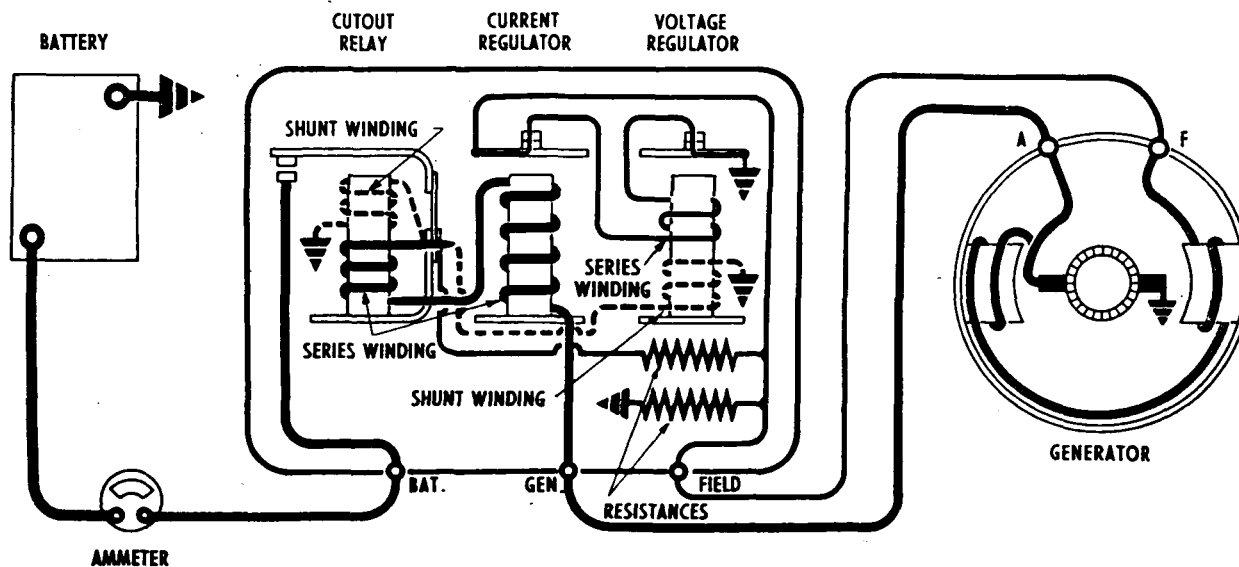 CUTOUT
RELAY
CURRENT
REGULATOR
VOLTAGE
REGULATOR
BATTERY
SHUNT WINDING
A
F
SERIES
WINDING
SERIES WINDING
SHUNT WINDING
GENERATOR
BAT.
GEN.
FIELD
RESISTANCES
AMMETER